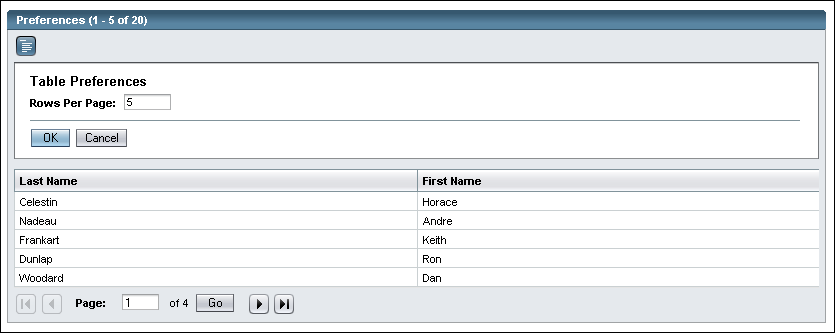 Preferences (1 - 5 of 20)
Table Preferences
Rows Per Page: 5
OK Cancel
Last Name First Name
Celestin Horace
Nadeau Andre
Frankart Keith
Dunlap Ron
Woodard Dan
Page: 1 of 4 Go